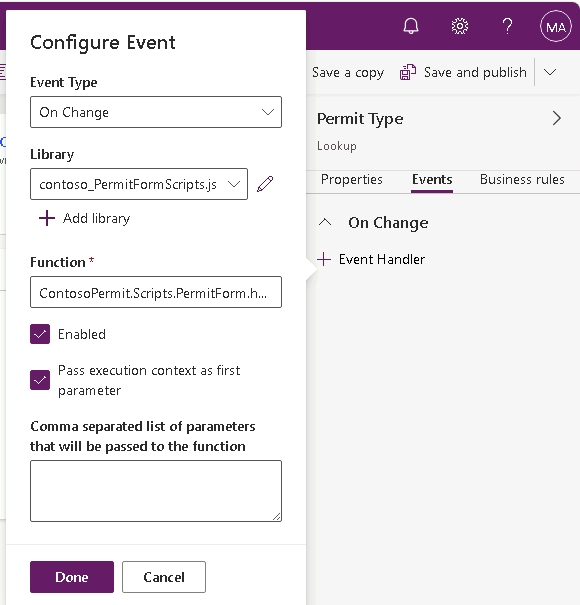 Configure Event
Event Type
On Change
Library
contoso_PermitFormScripts.js
Add library
Function *
ContosoPermit.Scripts.PermitForm.h...
Enabled
Pass execution context as first
parameter
Comma separated list of parameters
that will be passed to the function
Done
Cancel
MA
Save a copy
Save and publish
Permit Type
Lookup
Properties
Events
Business rules
On Change
Event Handler